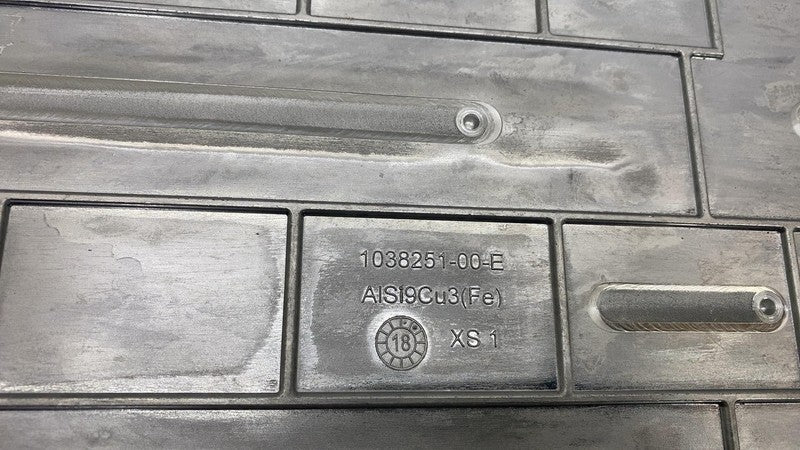 1038251-00-E
AlSi9Cu3(Fe)
18
XS 1